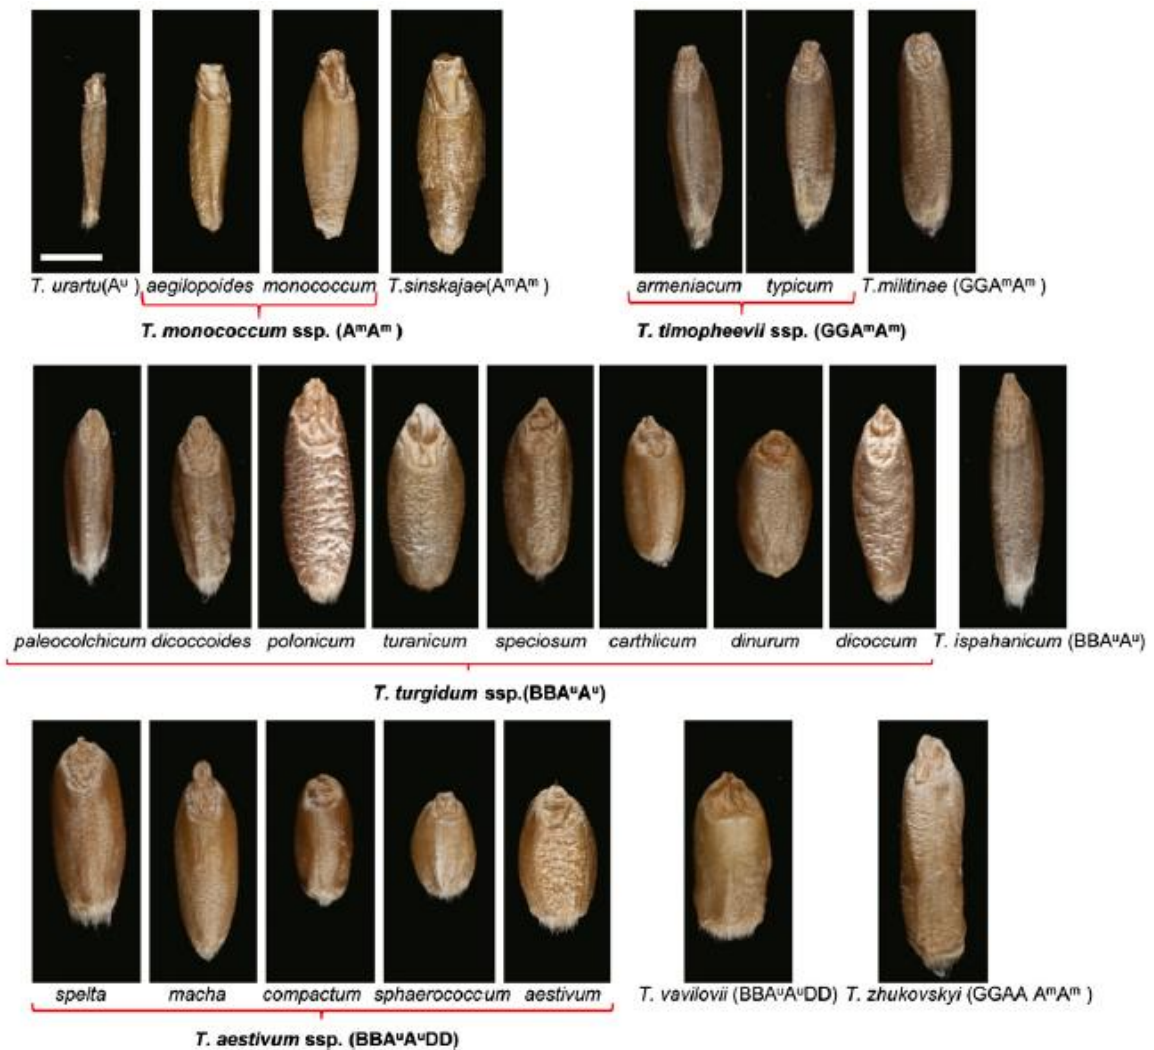 T. urartu(Aᵘ ) aegilopoides monococcum T.sinskajae(AᵐAᵐ ) armeniacum typicum T.militinae (GGAᵐAᵐ )
T. monococcum ssp. (AᵐAᵐ ) T. timopheevii ssp. (GGAᵐAᵐ)
paleocolchicum dicoccoides polonicum turanicum speciosum carthlicum dinurum dicoccum T. ispahanicum (BBAᵘAᵘ)
T. turgidum ssp.(BBAᵘAᵘ)
spelta macha compactum sphaerococcum aestivum T. vavilovii (BBAᵘAᵘDD) T. zhukovskyi (GGAA AᵐAᵐ )
T. aestivum ssp. (BBAᵘAᵘDD)